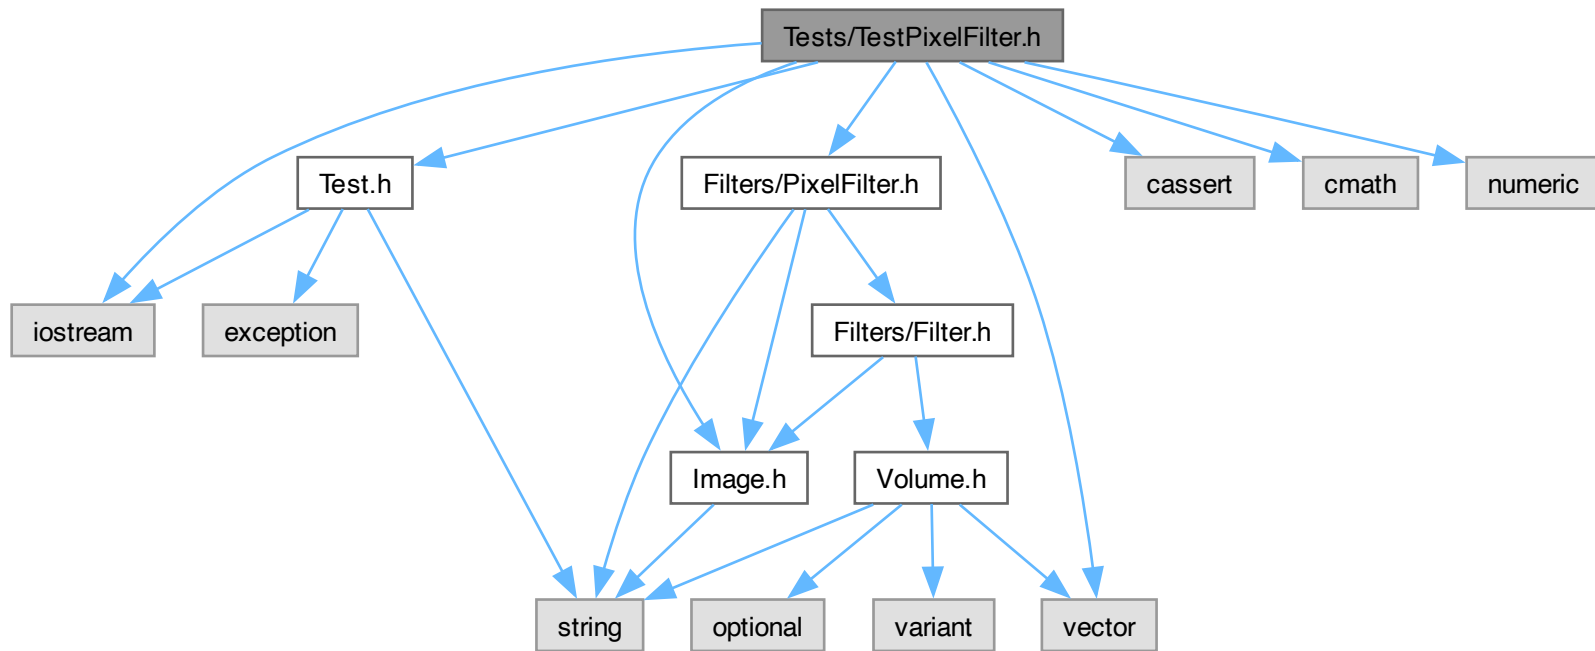 Tests/TestPixelFilter.h
Test.h
Filters/PixelFilter.h
cassert
cmath
numeric
iostream
exception
Filters/Filter.h
Image.h
Volume.h
string
optional
variant
vector